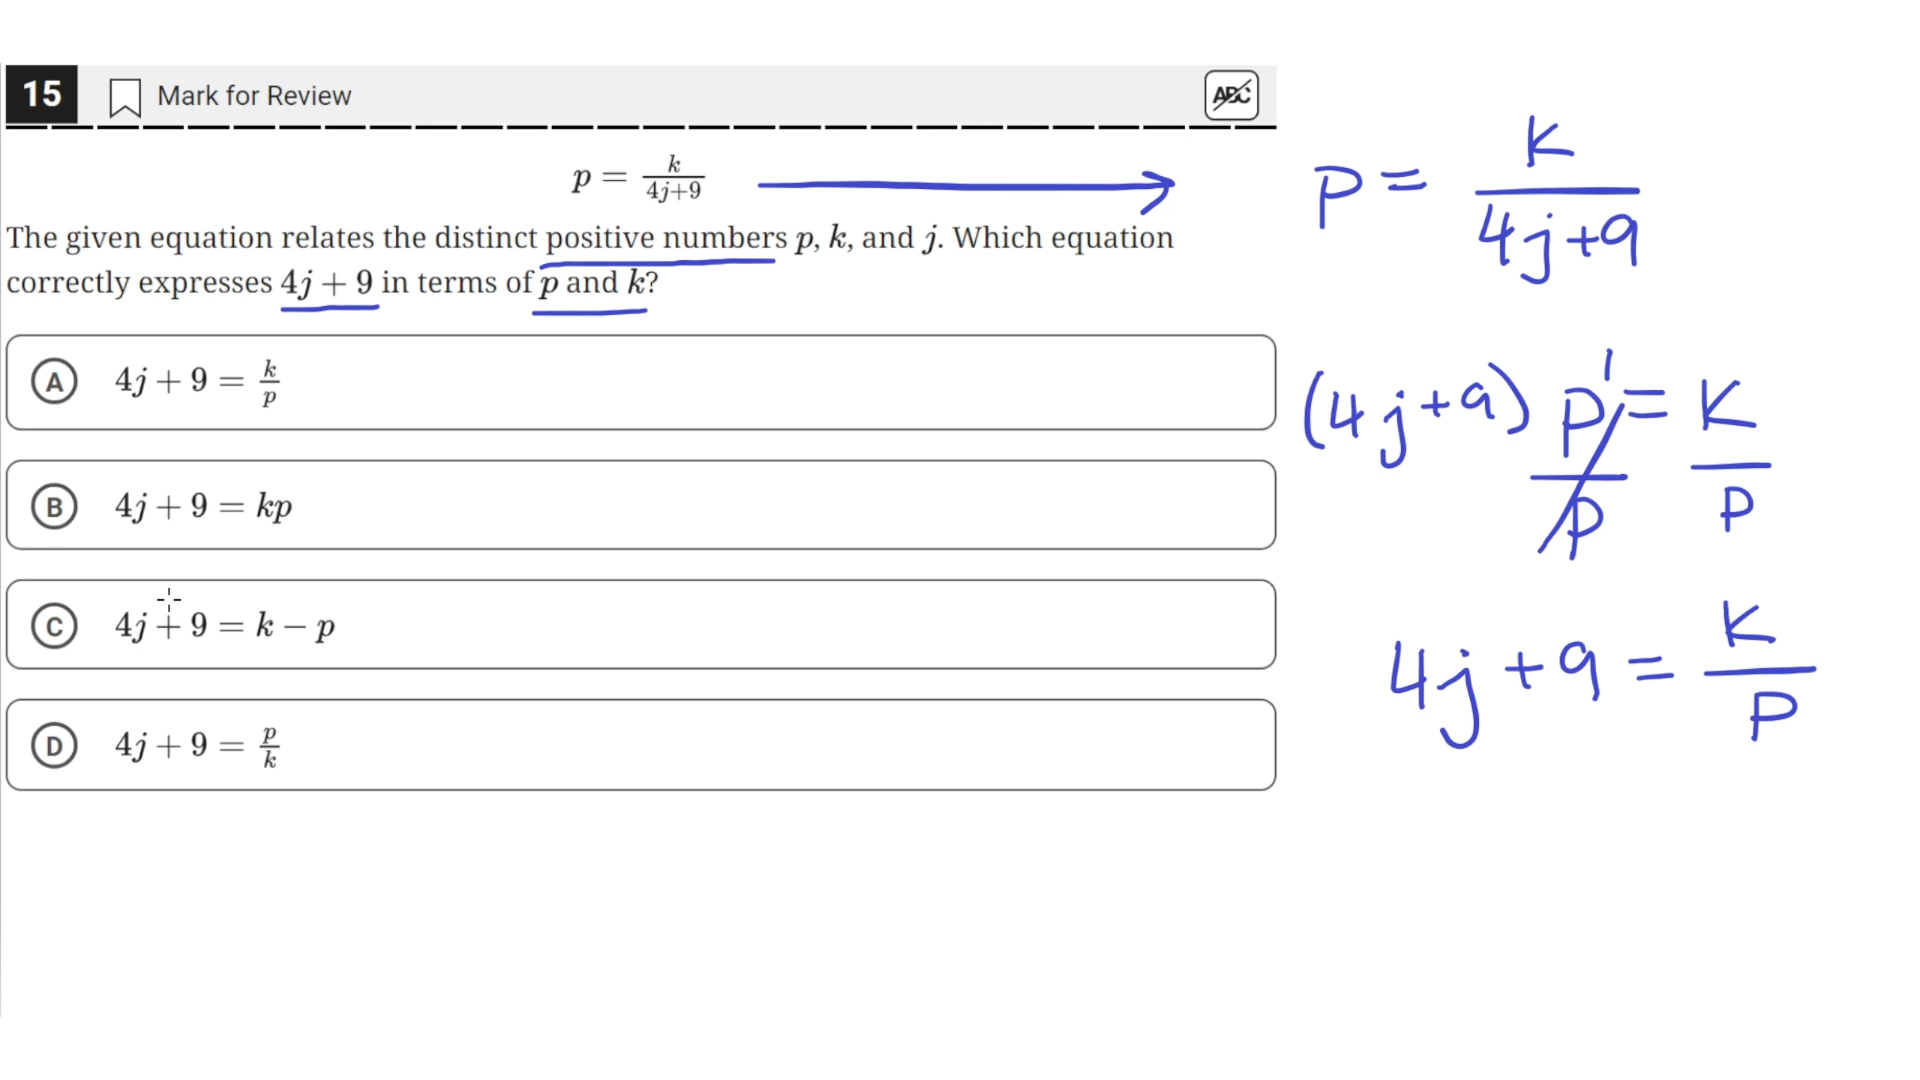 15 Mark for Review ABC
p = k/(4j+9)
The given equation relates the distinct positive numbers p, k, and j. Which equation
correctly expresses 4j + 9 in terms of p and k?
A 4j + 9 = k/p
B 4j + 9 = kp
C 4j + 9 = k − p
D 4j + 9 = p/k
p = k/(4j+9)
(4j+9) p/p 1 = k/p
4j + 9 = k/p